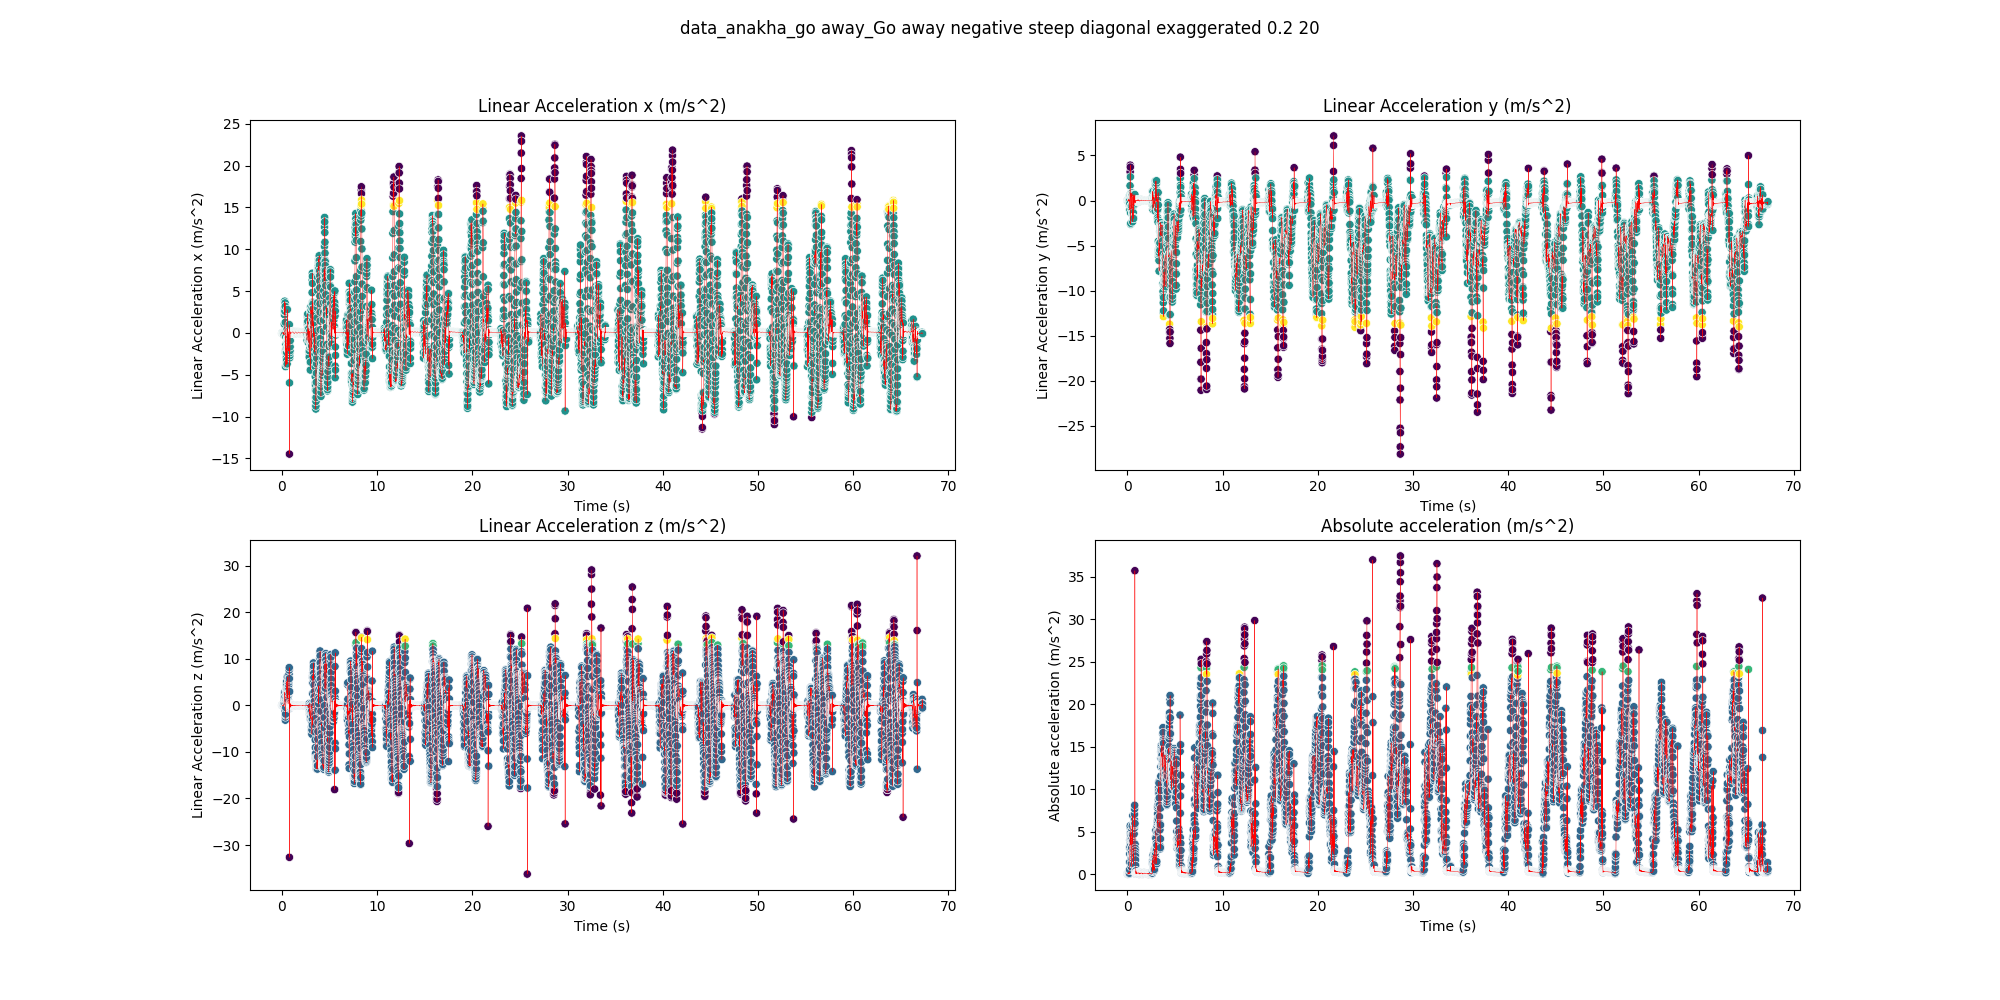 data_anakha_go away_Go away negative steep diagonal exaggerated 0.2 20
Linear Acceleration x (m/s^2)
Linear Acceleration x (m/s^2)
25
20
15
10
5
0
−5
−10
−15
0 10 20 30 40 50 60 70
Time (s)
Linear Acceleration y (m/s^2)
Linear Acceleration y (m/s^2)
5
0
−5
−10
−15
−20
−25
0 10 20 30 40 50 60 70
Time (s)
Linear Acceleration z (m/s^2)
Linear Acceleration z (m/s^2)
30
20
10
0
−10
−20
−30
0 10 20 30 40 50 60 70
Time (s)
Absolute acceleration (m/s^2)
Absolute acceleration (m/s^2)
35
30
25
20
15
10
5
0
0 10 20 30 40 50 60 70
Time (s)